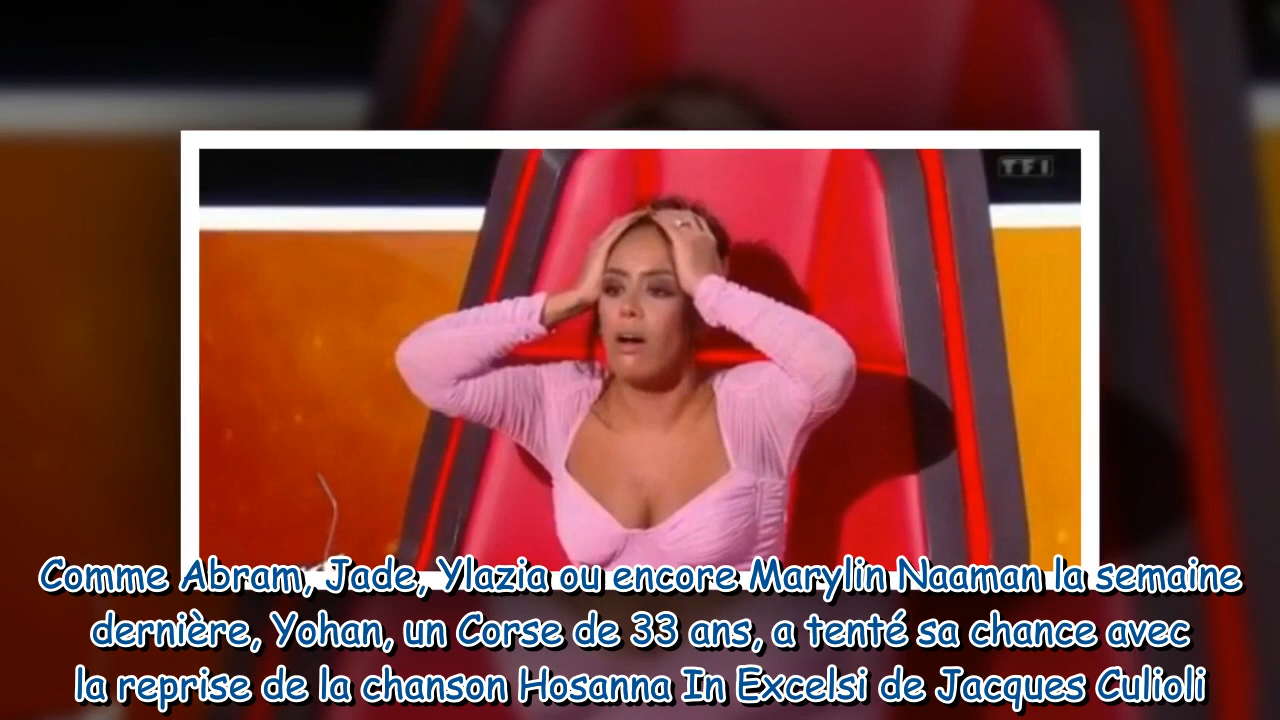 TF1
Comme Abram, Jade, Ylazia ou encore Marylin Naaman la semaine
dernière, Yohan, un Corse de 33 ans, a tenté sa chance avec
la reprise de la chanson Hosanna In Excelsi de Jacques Culioli